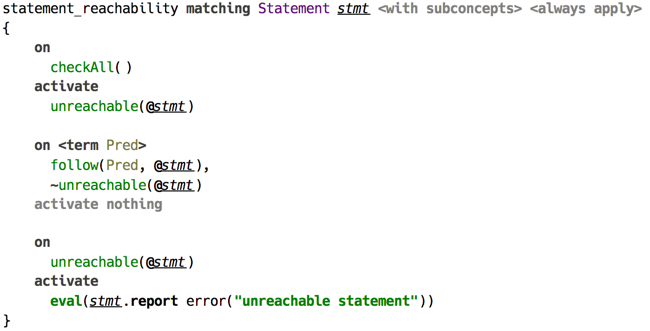 statement_reachability matching Statement stmt <with subconcepts> <always apply>
{
on
checkAll()
activate
unreachable(@stmt)
on <term Pred>
follow(Pred, @stmt),
~unreachable(@stmt)
activate nothing
on
unreachable(@stmt)
activate
eval(stmt.report error("unreachable statement"))
}